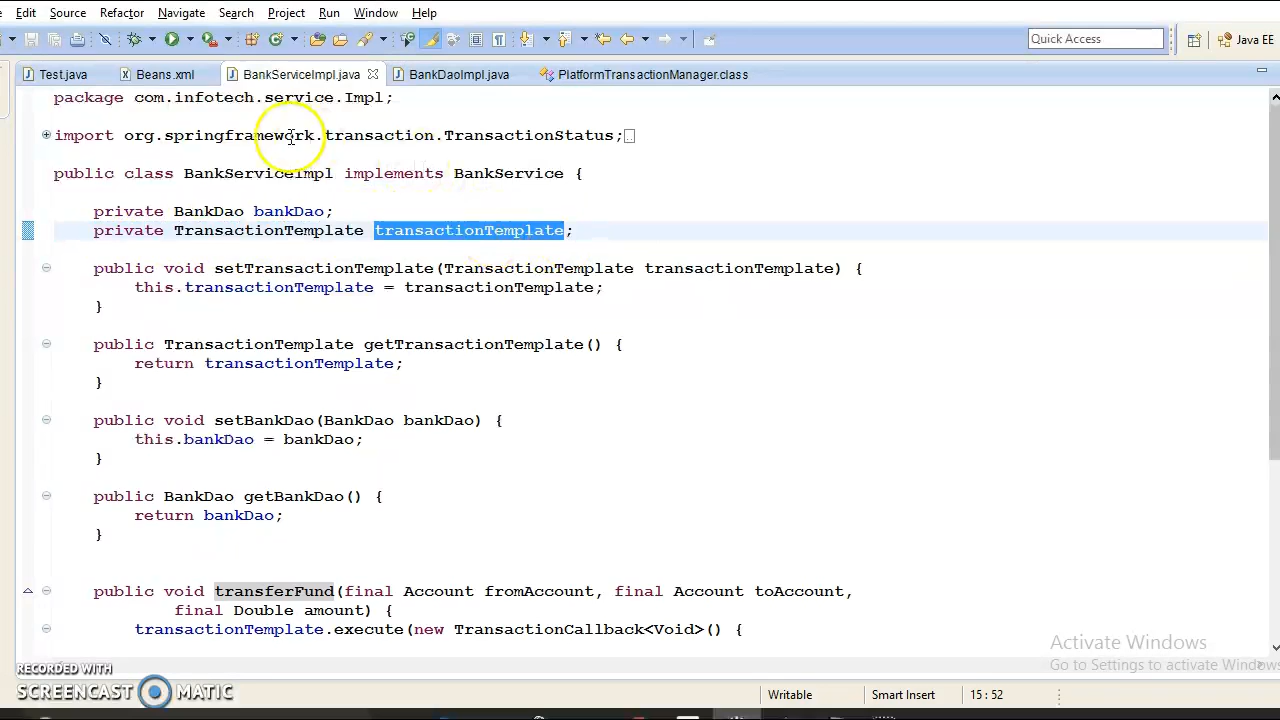 Edit Source Refactor Navigate Search Project Run Window Help
Quick Access
Java EE
Test.java Beans.xml BankServiceImpl.java BankDaoImpl.java PlatformTransactionManager.class
package com.infotech.service.Impl;
import org.springframework.transaction.TransactionStatus;
public class BankServiceImpl implements BankService {
private BankDao bankDao;
private TransactionTemplate transactionTemplate;
public void setTransactionTemplate(TransactionTemplate transactionTemplate) {
this.transactionTemplate = transactionTemplate;
}
public TransactionTemplate getTransactionTemplate() {
return transactionTemplate;
}
public void setBankDao(BankDao bankDao) {
this.bankDao = bankDao;
}
public BankDao getBankDao() {
return bankDao;
}
public void transferFund(final Account fromAccount, final Account toAccount,
final Double amount) {
transactionTemplate.execute(new TransactionCallback<Void>() {
Activate Windows
Go to Settings to activate Windows
RECORDED WITH
SCREENCAST MATIC
Writable Smart Insert 15 : 52